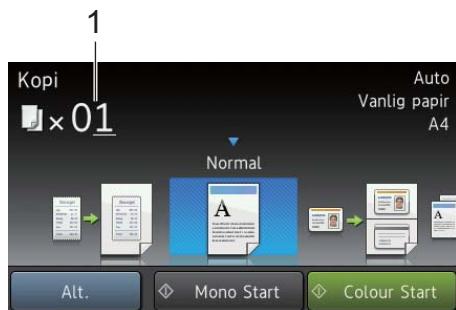 1
Kopi
Auto
× 01
Vanlig papir
A4
Normal
A
A
Alt.
Mono Start
Colour Start